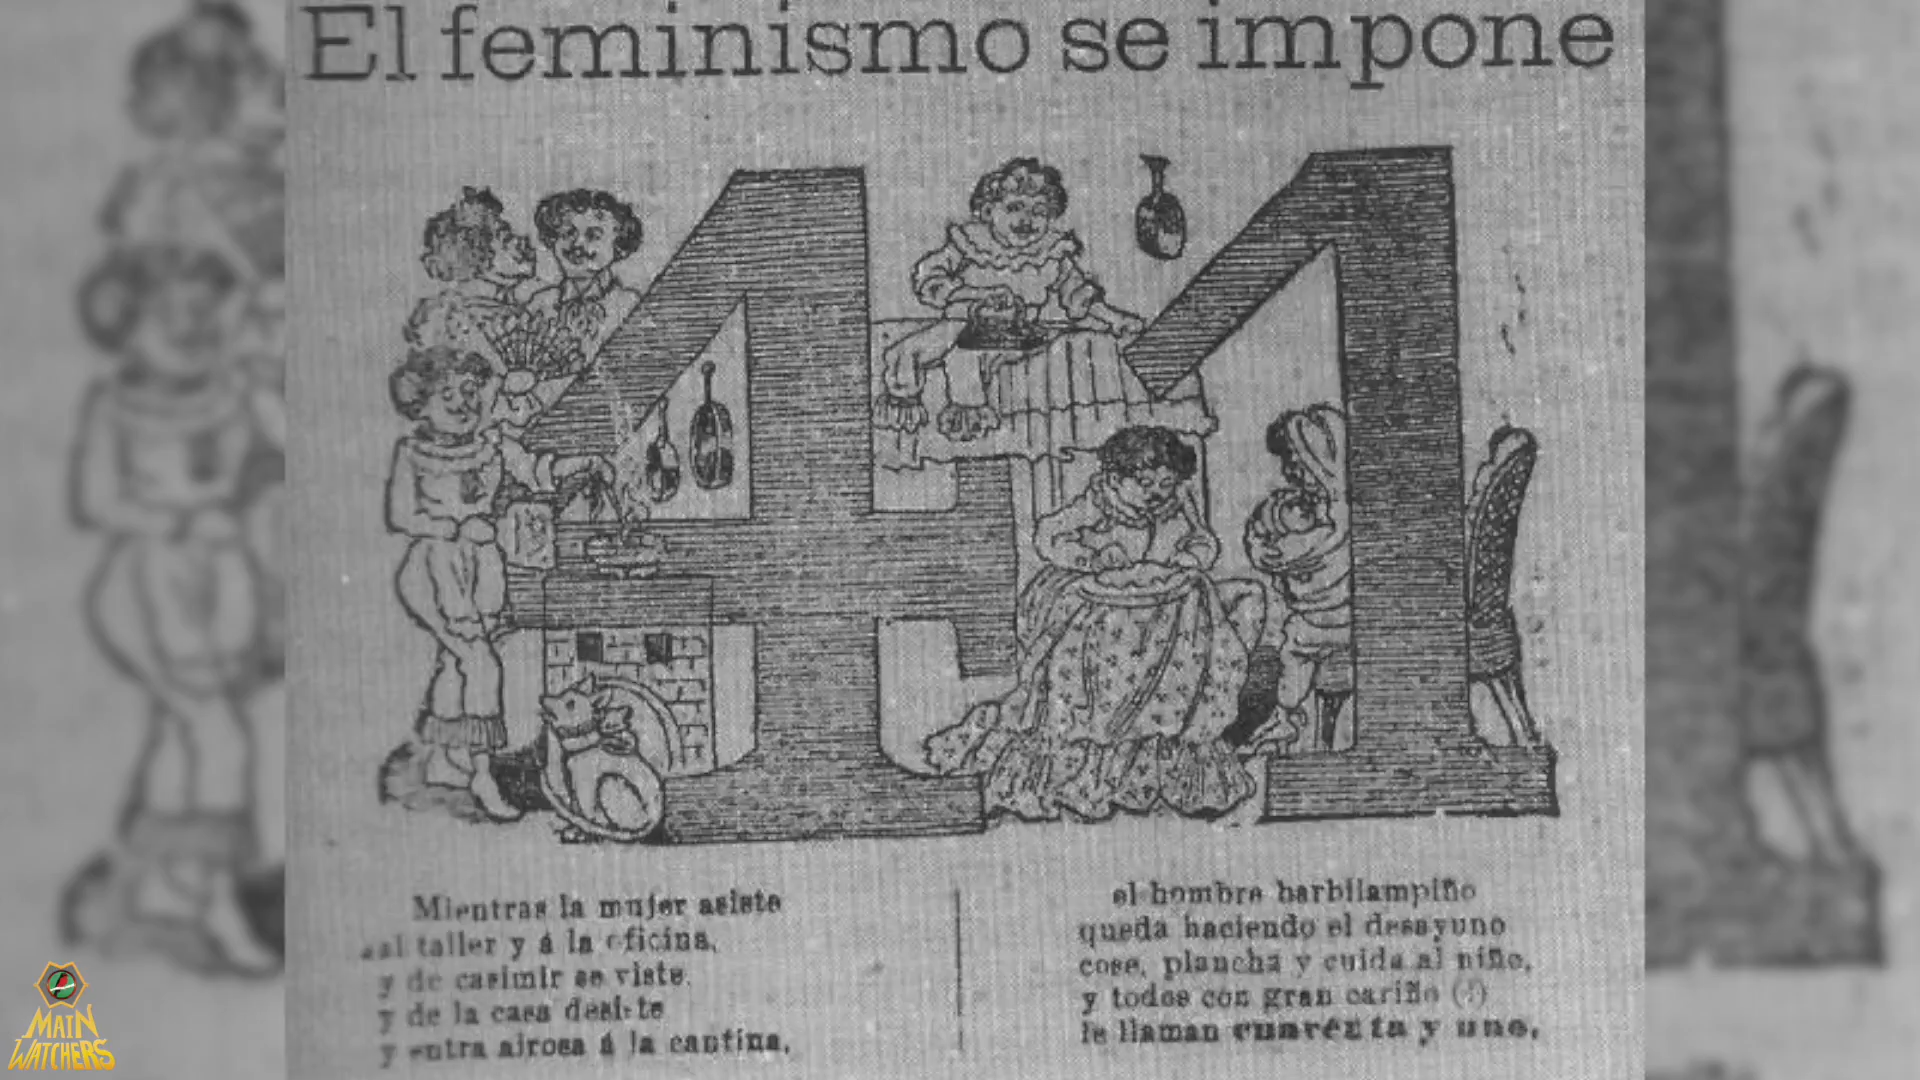 El feminismo se impone
41
Mientras la mujer asiste
al taller y á la oficina,
y de casimir se viste,
y de la casa desiste
y entra airosa á la cantina,
el hombre barbilampiño
queda haciendo el desayuno
cose, plancha y cuida al niño,
y todos con gran cariño (?)
le llaman cuarenta y uno.
MAIN
WATCHERS